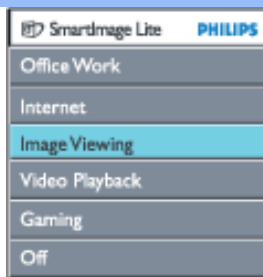 SmartImage Lite PHILIPS
Office Work
Internet
Image Viewing
Video Playback
Gaming
Off